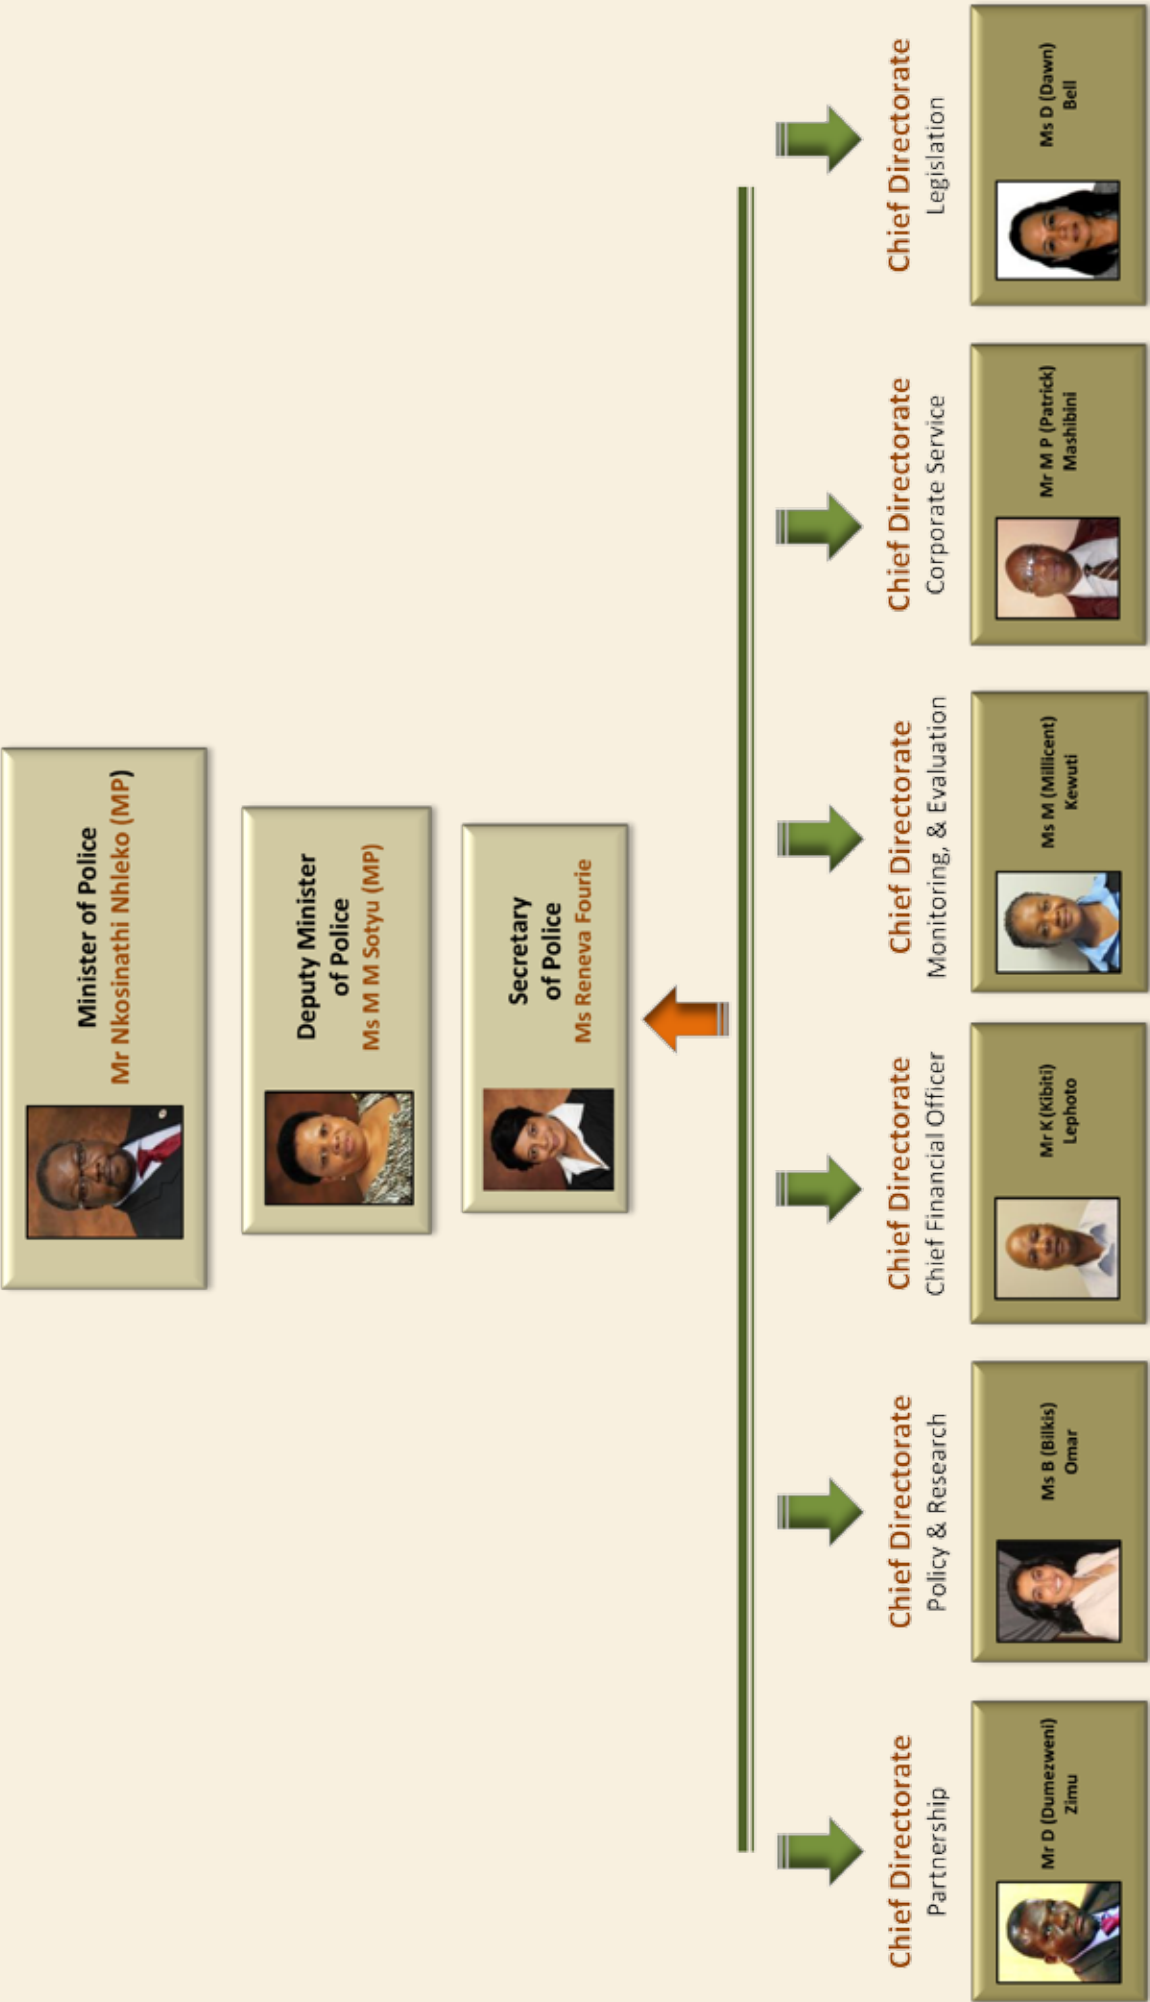 Minister of Police
Mr Nkosinathi Nhleko (MP)
Deputy Minister
of Police
Ms M M Sotyu (MP)
Secretary
of Police
Ms Reneva Fourie
Chief Directorate
Partnership
Mr D (Dumezweni)
Zimu
Chief Directorate
Policy & Research
Ms B (Bilkis)
Omar
Chief Directorate
Chief Financial Officer
Mr K (Kibiti)
Lephoto
Chief Directorate
Monitoring, & Evaluation
Ms M (Millicent)
Kewuti
Chief Directorate
Corporate Service
Mr M P (Patrick)
Mashibini
Chief Directorate
Legislation
Ms D (Dawn)
Bell